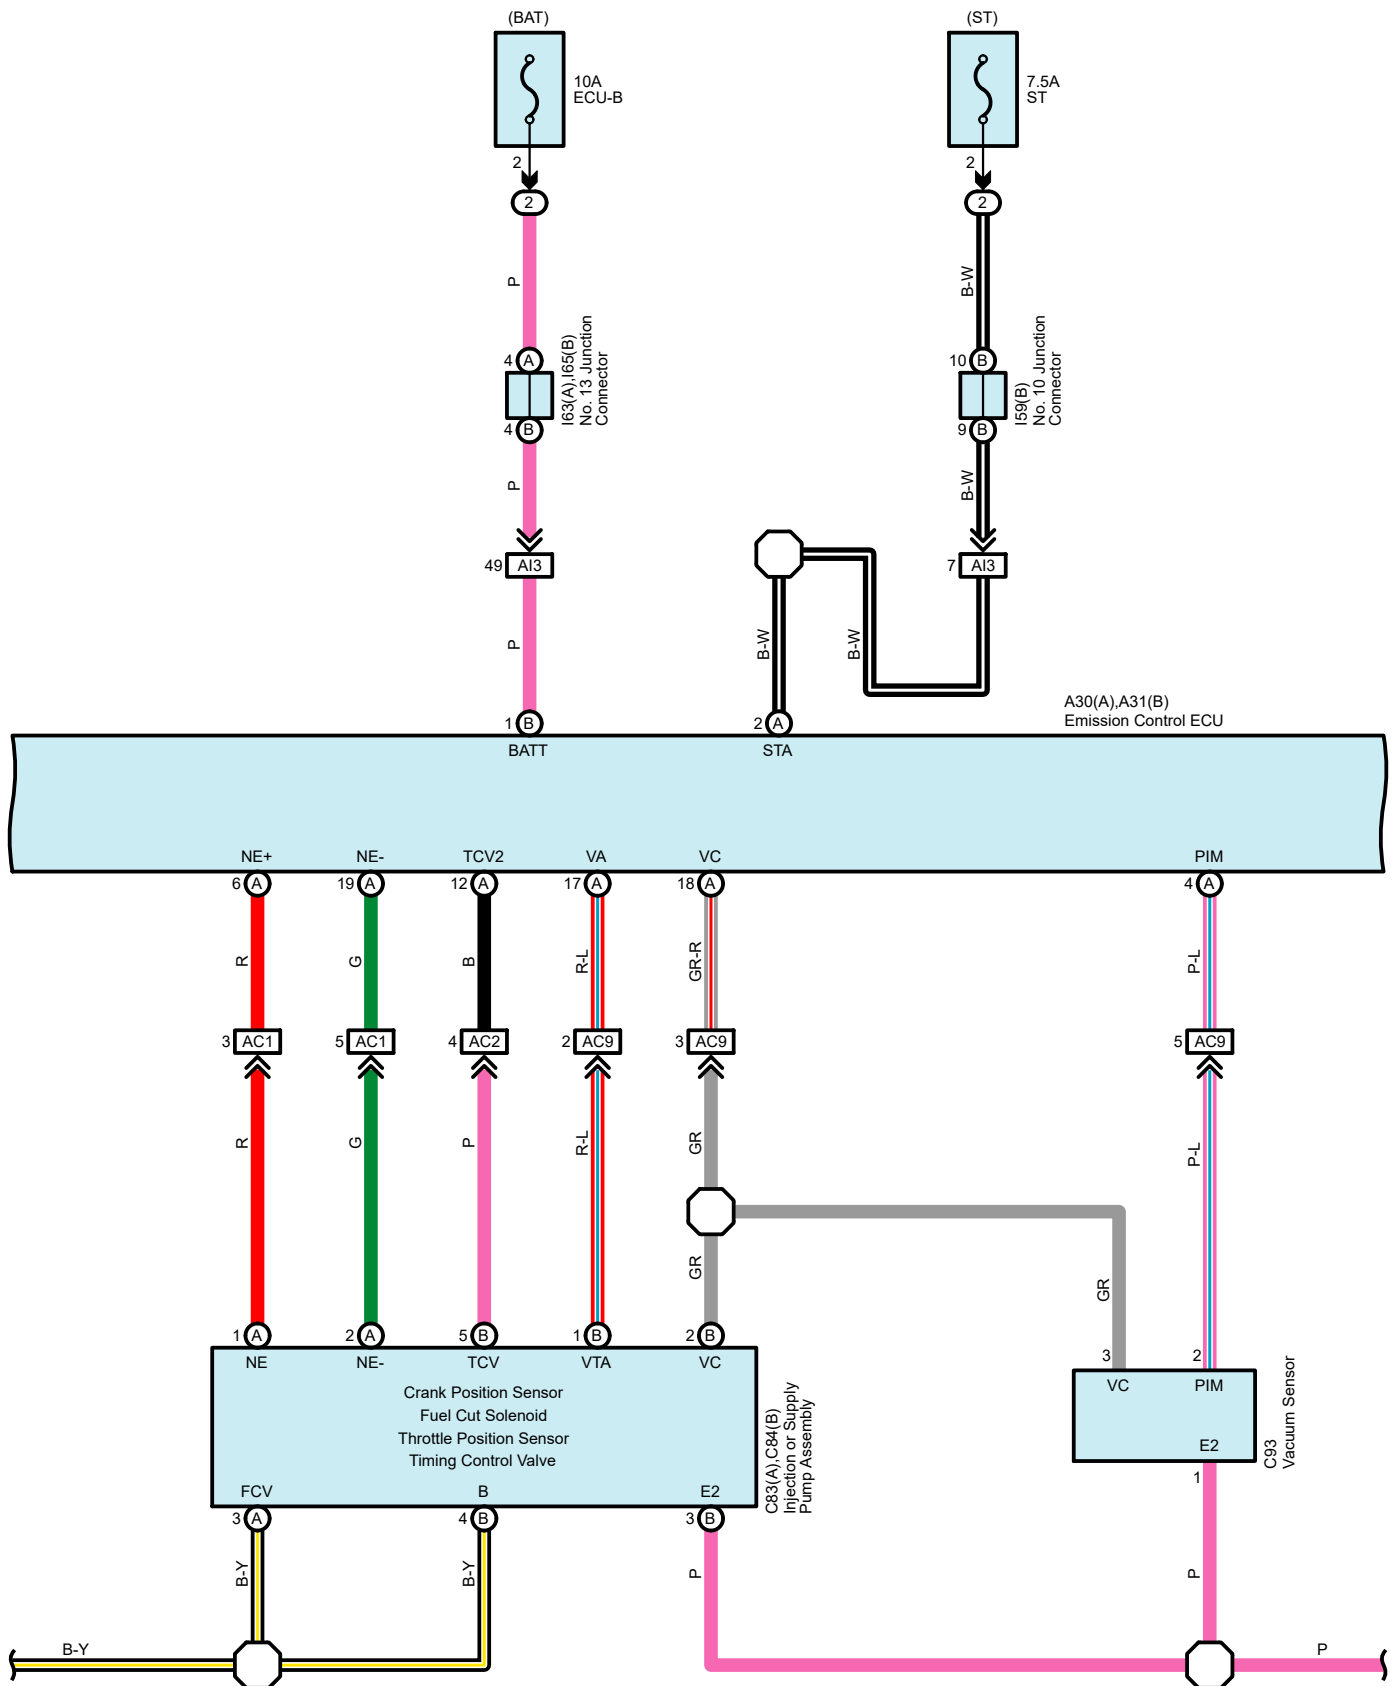 (BAT)
(ST)
10A
ECU-B
7.5A
ST
2
2
2
2
P
B-W
4 A
10 B
I63(A),I65(B)
No. 13 Junction
Connector
I59(B)
No. 10 Junction
Connector
4 B
9 B
P
B-W
49 AI3
7 AI3
P
B-W
B-W
A30(A),A31(B)
Emission Control ECU
1 B
2 A
BATT
STA
NE+
NE-
TCV2
VA
VC
PIM
6 A
19 A
12 A
17 A
18 A
4 A
R
G
B
R-L
GR-R
P-L
3 AC1
5 AC1
4 AC2
2 AC9
3 AC9
5 AC9
R
G
P
R-L
GR
P-L
GR
GR
1 A
2 A
5 B
1 B
2 B
3
2
NE
NE-
TCV
VTA
VC
VC
PIM
Crank Position Sensor
Fuel Cut Solenoid
Throttle Position Sensor
Timing Control Valve
C83(A),C84(B)
Injection or Supply
Pump Assembly
C93
Vacuum Sensor
E2
1
FCV
B
E2
3 A
4 B
3 B
B-Y
B-Y
P
P
B-Y
P